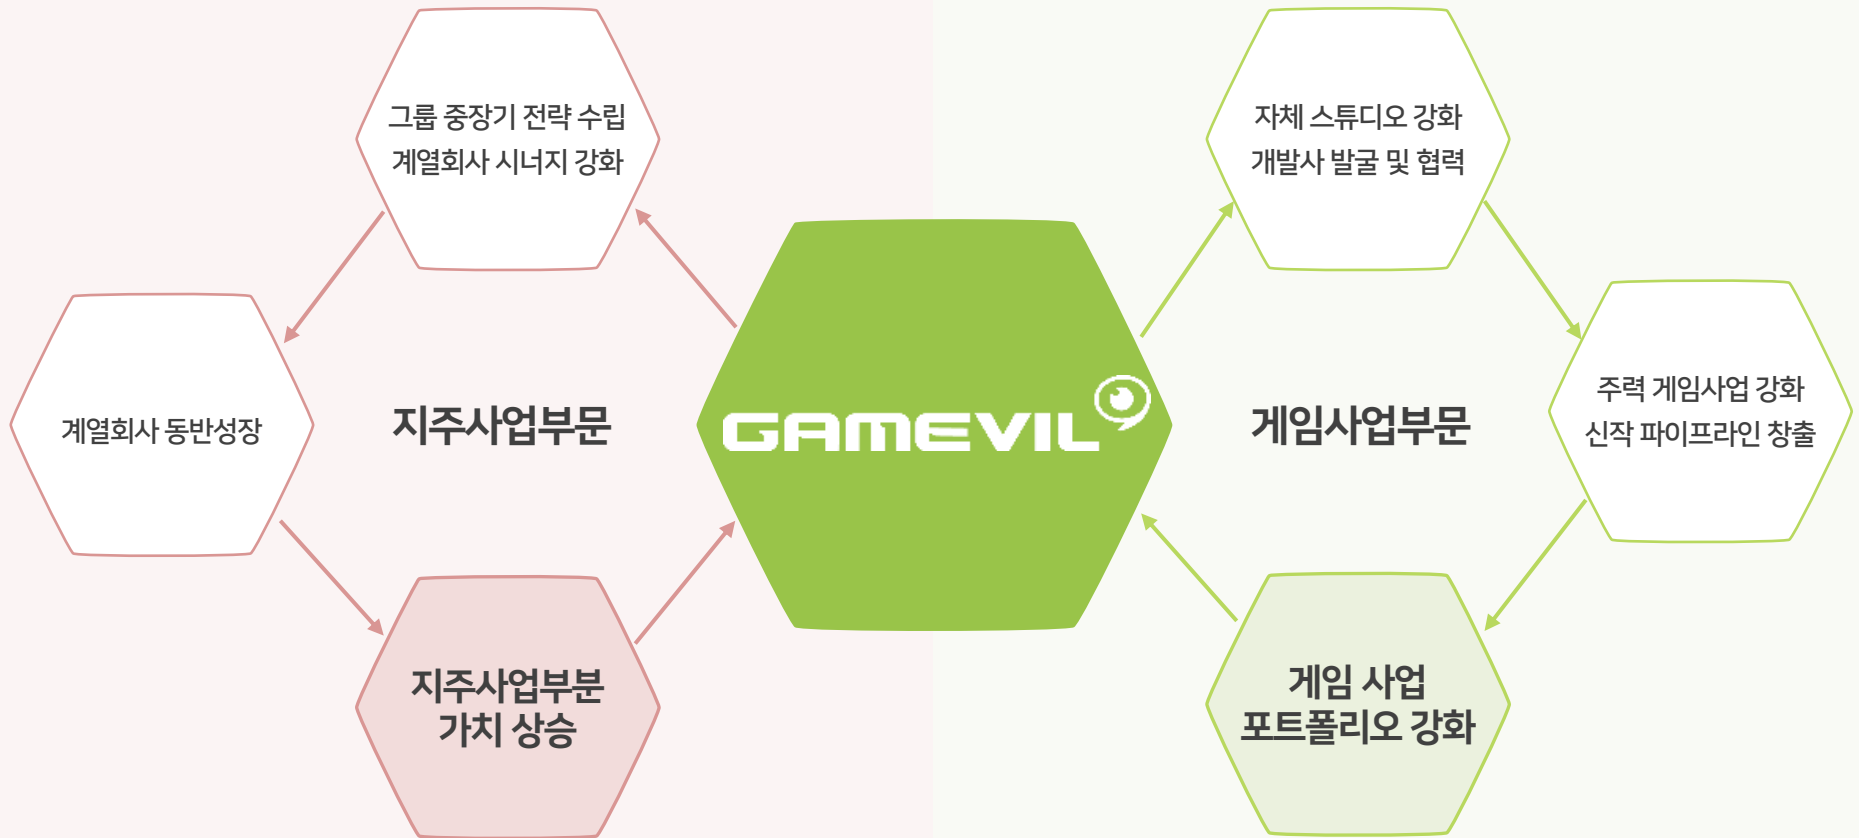 그룹 중장기 전략 수립
계열회사 시너지 강화
자체 스튜디오 강화
개발사 발굴 및 협력
계열회사 동반성장
지주사업부문
GAMEVIL
게임사업부문
주력 게임사업 강화
신작 파이프라인 창출
지주사업부분
가치 상승
게임 사업
포트폴리오 강화